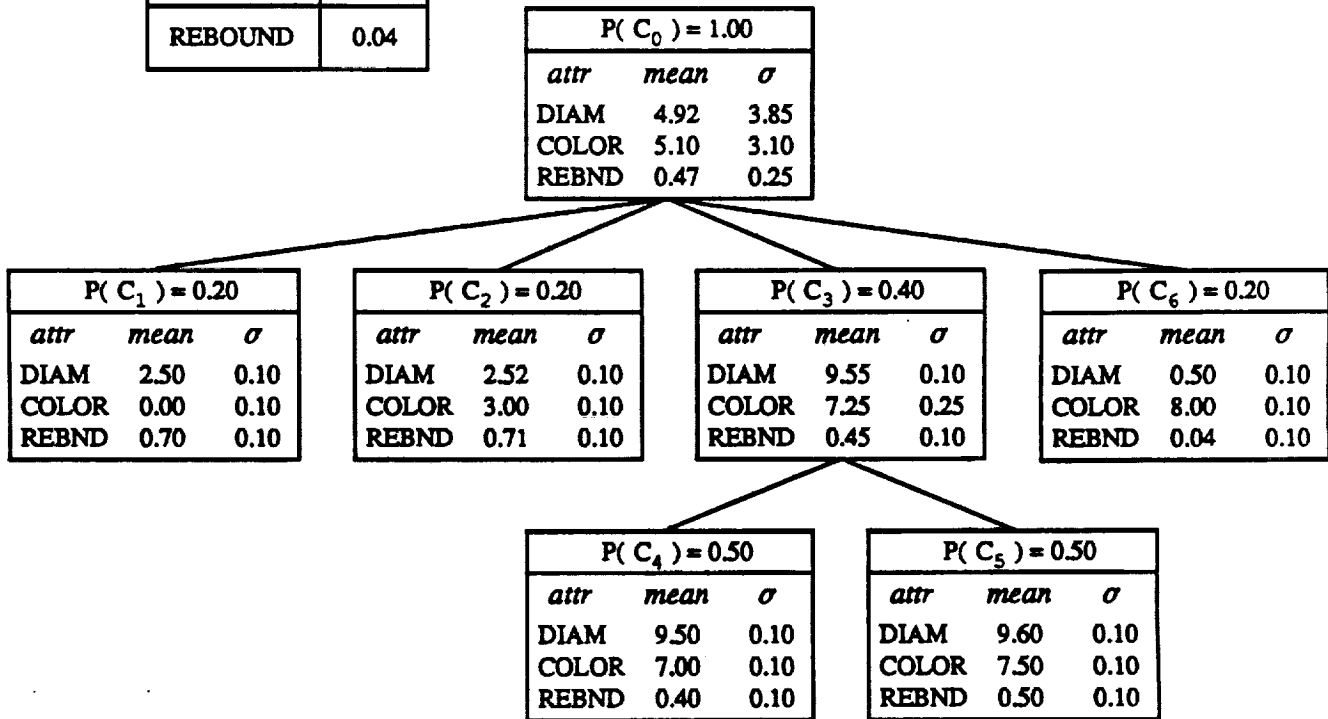 REBOUND 0.04
P( C₀ ) = 1.00
attr mean σ
DIAM 4.92 3.85
COLOR 5.10 3.10
REBND 0.47 0.25
P( C₁ ) = 0.20
attr mean σ
DIAM 2.50 0.10
COLOR 0.00 0.10
REBND 0.70 0.10
P( C₂ ) = 0.20
attr mean σ
DIAM 2.52 0.10
COLOR 3.00 0.10
REBND 0.71 0.10
P( C₃ ) = 0.40
attr mean σ
DIAM 9.55 0.10
COLOR 7.25 0.25
REBND 0.45 0.10
P( C₆ ) = 0.20
attr mean σ
DIAM 0.50 0.10
COLOR 8.00 0.10
REBND 0.04 0.10
P( C₄ ) = 0.50
attr mean σ
DIAM 9.50 0.10
COLOR 7.00 0.10
REBND 0.40 0.10
P( C₅ ) = 0.50
attr mean σ
DIAM 9.60 0.10
COLOR 7.50 0.10
REBND 0.50 0.10